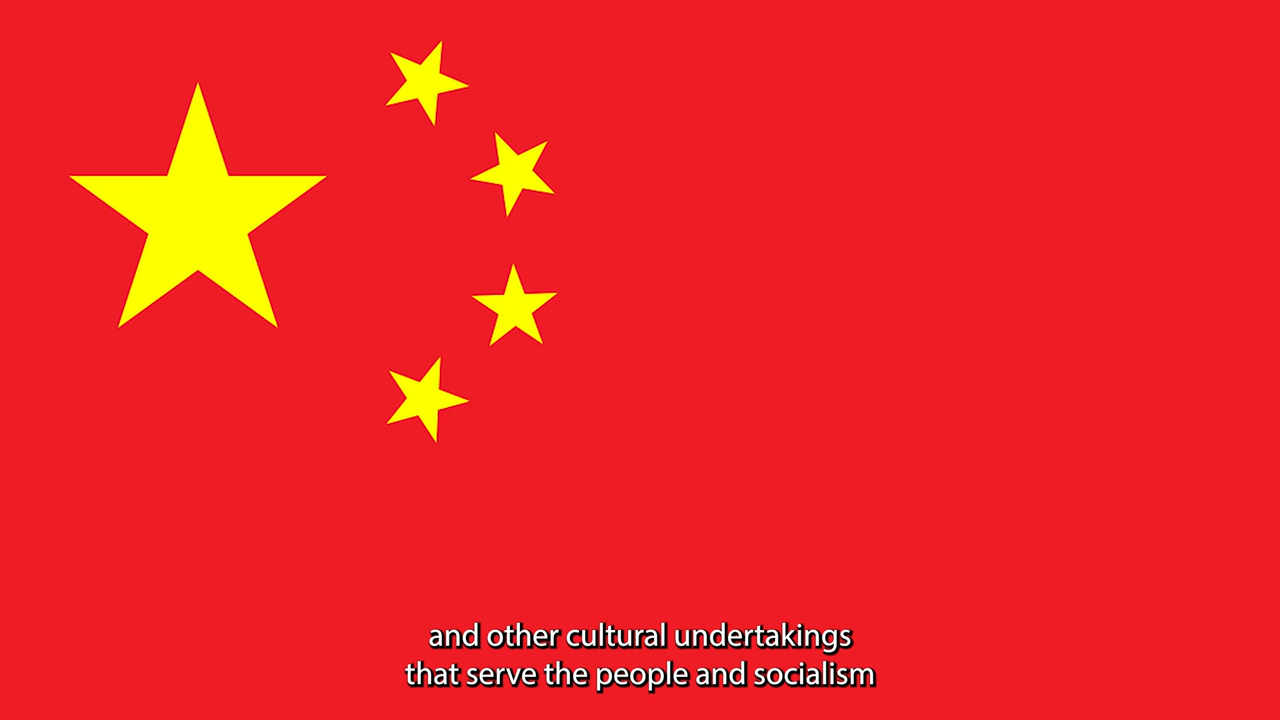 and other cultural undertakings
that serve the people and socialism